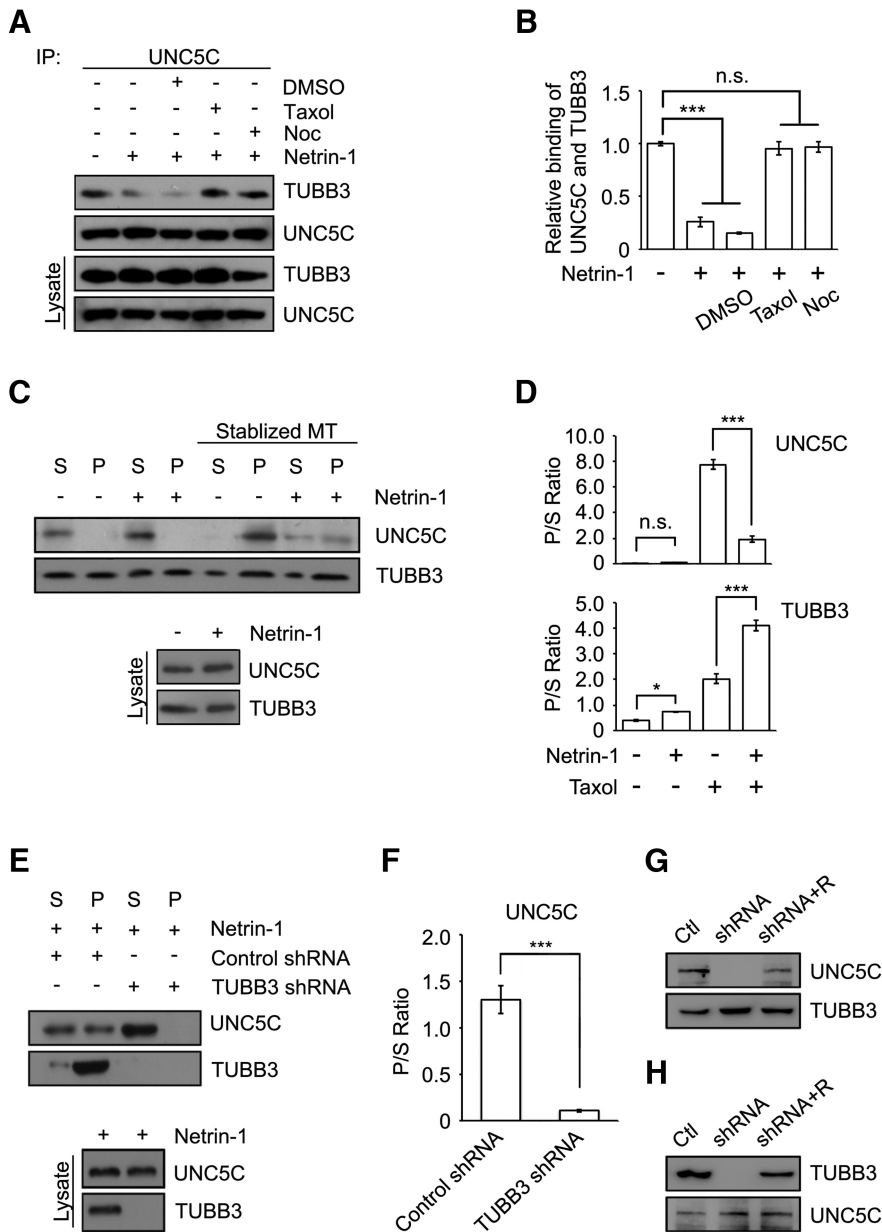 A
IP: UNC5C
- - + - - DMSO
- - - + - Taxol
- - - - + Noc
- + + + + Netrin-1
TUBB3
UNC5C
Lysate
TUBB3
UNC5C
B
Relative binding of
UNC5C and TUBB3
1.5
1.0
0.5
0
n.s.
***
Netrin-1 - + + + +
DMSO Taxol Noc
C
Stablized MT
S P S P S P S P
- - + + - - + + Netrin-1
UNC5C
TUBB3
- + Netrin-1
Lysate
UNC5C
TUBB3
D
UNC5C
P/S Ratio
10.0
8.0
6.0
4.0
2.0
0
n.s.
***
TUBB3
P/S Ratio
5.0
4.0
3.0
2.0
1.0
0
*
***
Netrin-1 - + - +
Taxol - - + +
E
S P S P
+ + + + Netrin-1
+ + - - Control shRNA
- - + + TUBB3 shRNA
UNC5C
TUBB3
+ + Netrin-1
Lysate
UNC5C
TUBB3
F
UNC5C
P/S Ratio
2.0
1.5
1.0
0.5
0
***
Control shRNA
TUBB3 shRNA
G
Ctl shRNA shRNA+R
UNC5C
TUBB3
H
Ctl shRNA shRNA+R
TUBB3
UNC5C